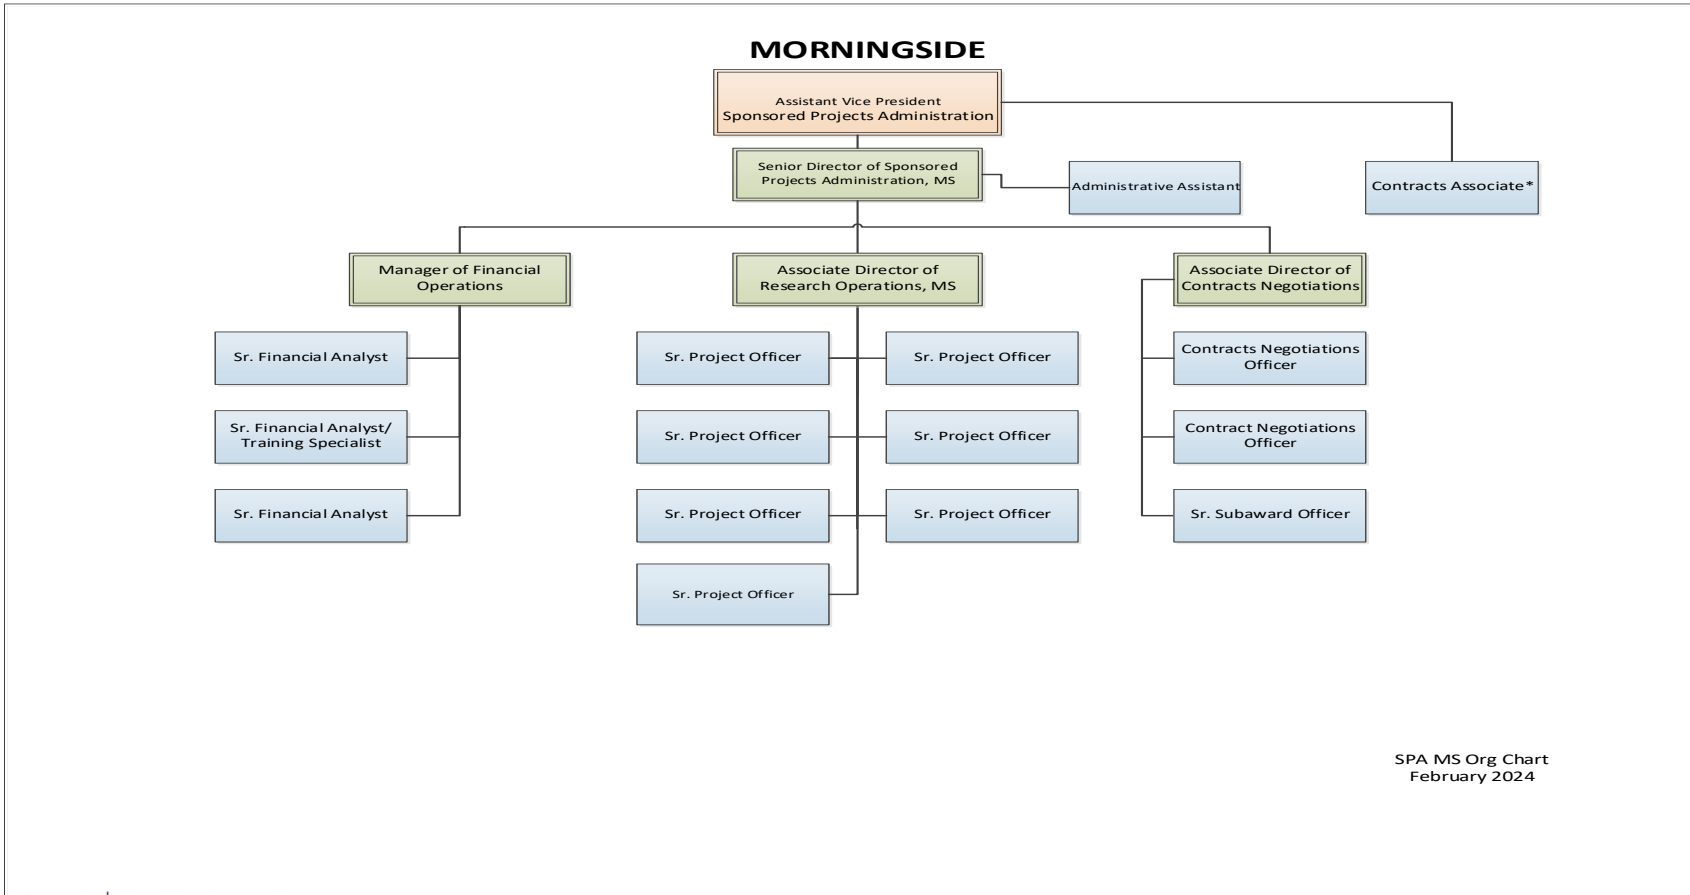 MORNINGSIDE
Assistant Vice President
Sponsored Projects Administration
Senior Director of Sponsored
Projects Administration, MS
Administrative Assistant
Contracts Associate*
Manager of Financial
Operations
Associate Director of
Research Operations, MS
Associate Director of
Contracts Negotiations
Sr. Financial Analyst
Sr. Project Officer
Sr. Project Officer
Contracts Negotiations
Officer
Sr. Financial Analyst/
Training Specialist
Sr. Project Officer
Sr. Project Officer
Contract Negotiations
Officer
Sr. Financial Analyst
Sr. Project Officer
Sr. Project Officer
Sr. Subaward Officer
Sr. Project Officer
SPA MS Org Chart
February 2024